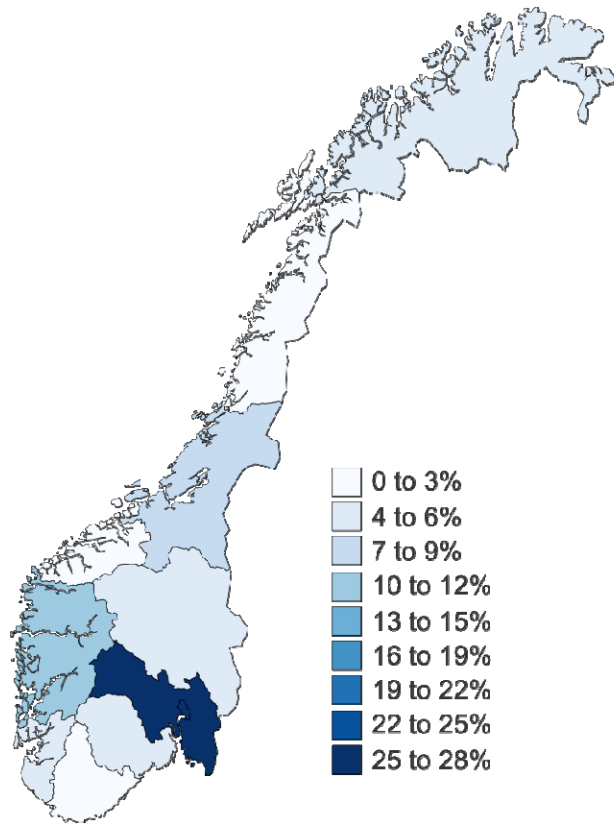 0 to 3%
4 to 6%
7 to 9%
10 to 12%
13 to 15%
16 to 19%
19 to 22%
22 to 25%
25 to 28%